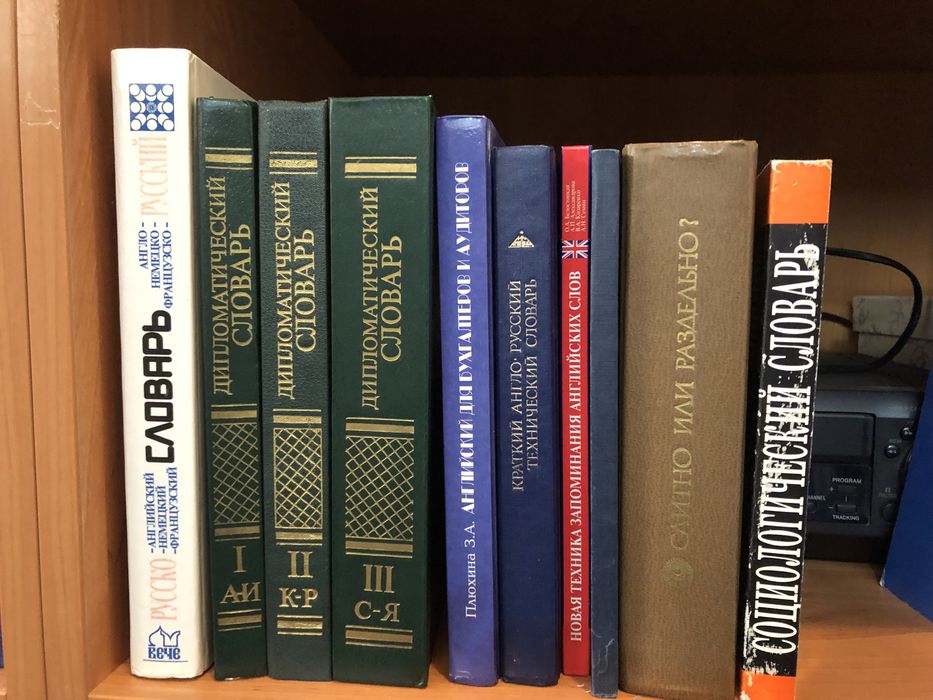 РУССКО -АНГЛИЙСКИЙ
-НЕМЕЦКИЙ
-ФРАНЦУЗСКИЙ
СЛОВАРЬ
АНГЛО-
НЕМЕЦКО-
ФРАНЦУЗСКО-
РУССКИЙ
ВЕЧЕ
ДИПЛОМАТИЧЕСКИЙ
СЛОВАРЬ
I
А-И
ДИПЛОМАТИЧЕСКИЙ
СЛОВАРЬ
II
К-Р
ДИПЛОМАТИЧЕСКИЙ
СЛОВАРЬ
III
С-Я
Плюхина З.А. АНГЛИЙСКИЙ ДЛЯ БУХГАЛТЕРОВ И АУДИТОРОВ
КРАТКИЙ АНГЛО-РУССКИЙ
ТЕХНИЧЕСКИЙ СЛОВАРЬ
НОВАЯ ТЕХНИКА ЗАПОМИНАНИЯ АНГЛИЙСКИХ СЛОВ
СЛИТНО ИЛИ РАЗДЕЛЬНО?
СОЦИОЛОГИЧЕСКИЙ СЛОВАРЬ
PROGRAM
TRACKING